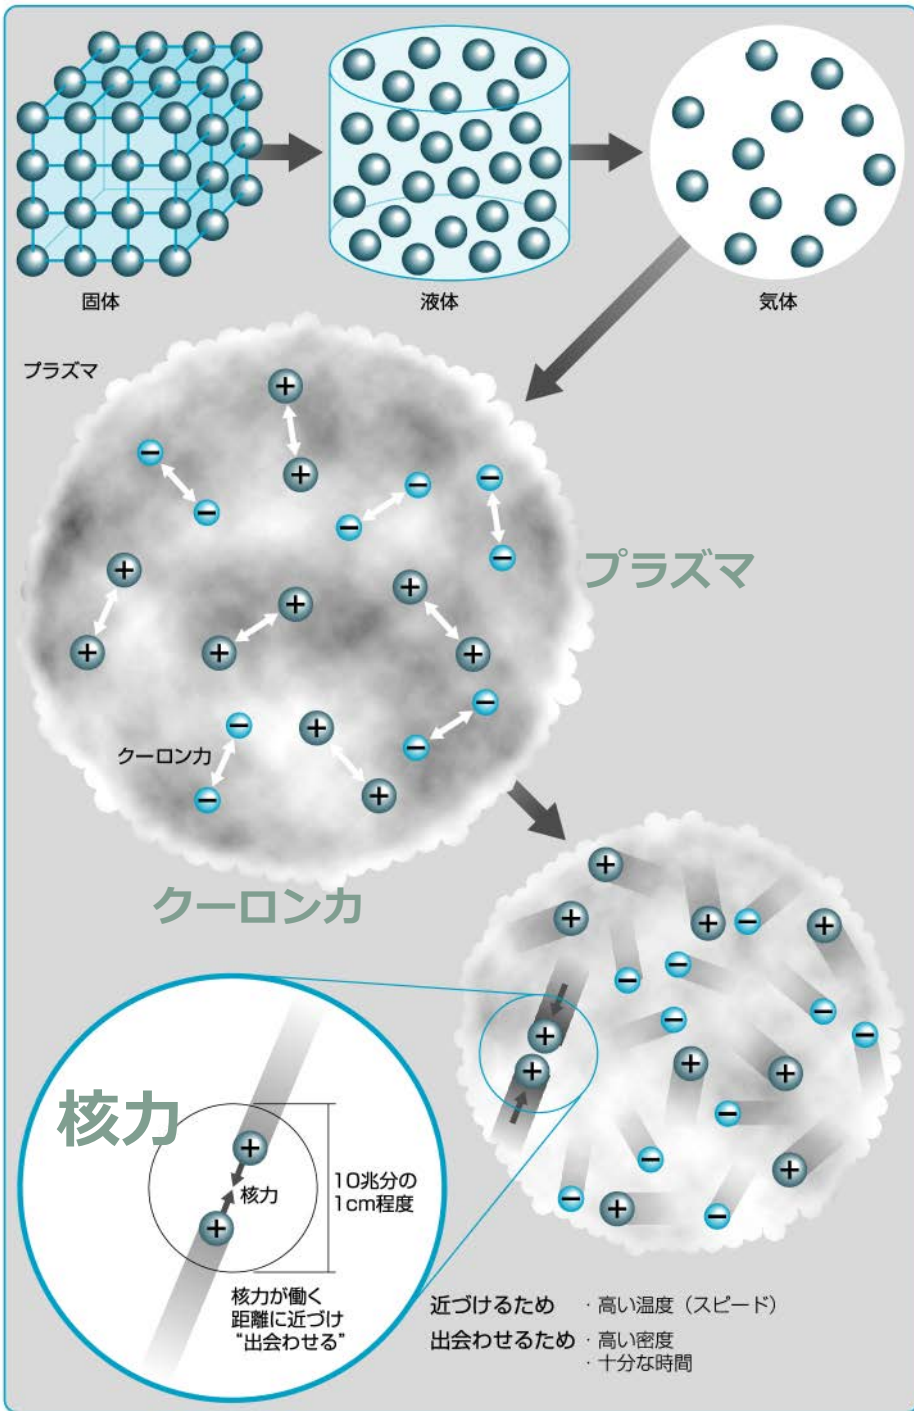 固体
液体
気体
プラズマ
プラズマ
クーロン力
クーロン力
核力
核力
10兆分の
1cm程度
核力が働く
距離に近づけ
“出会わせる”
近づけるため ・高い温度（スピード）
出会わせるため ・高い密度
・十分な時間